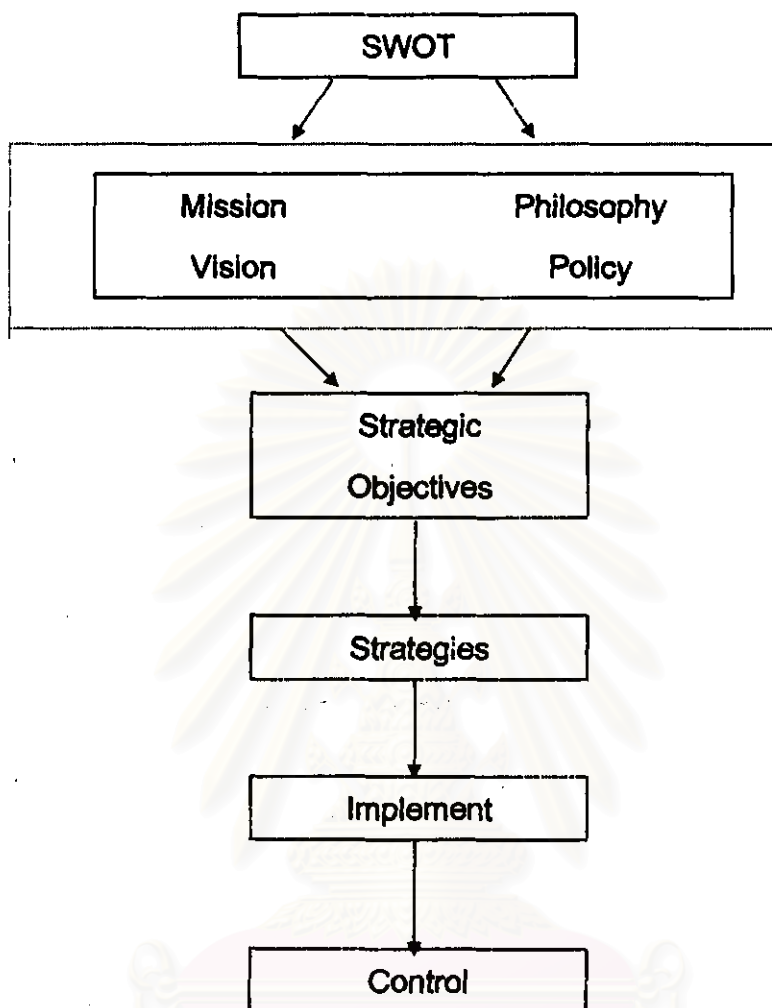 SWOT
Mission Philosophy
Vision Policy
Strategic
Objectives
Strategies
Implement
Control